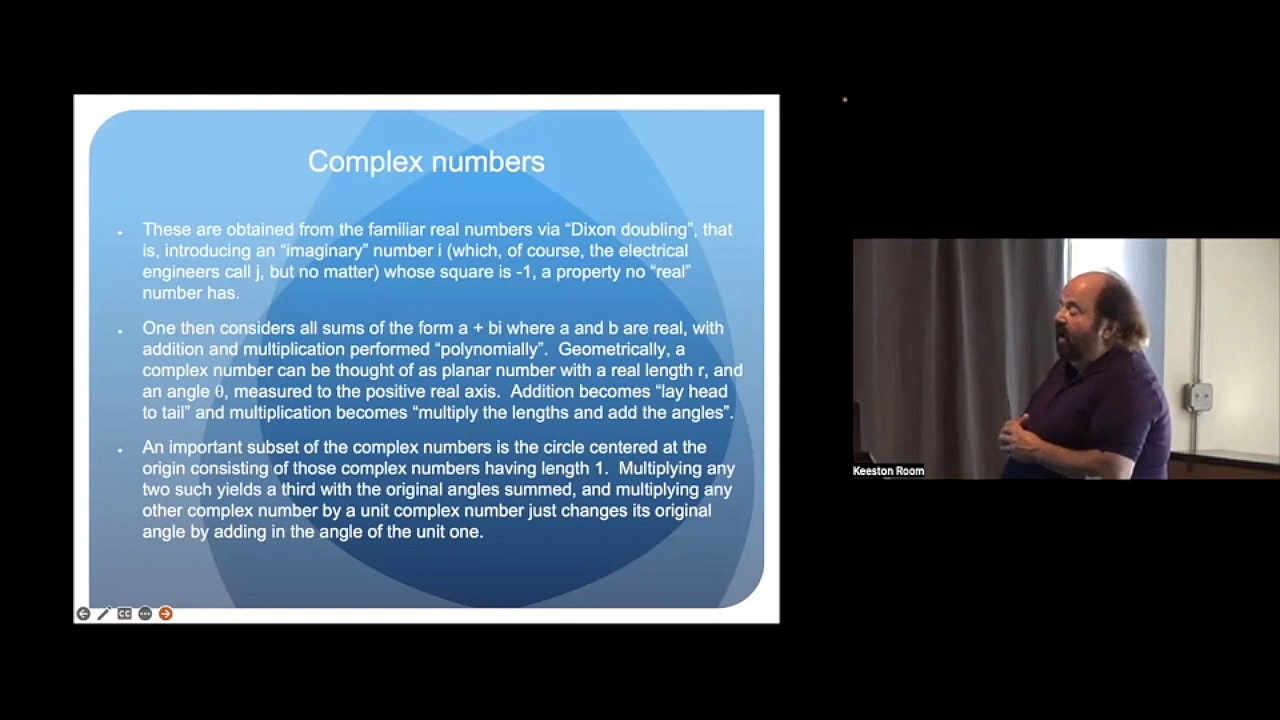 Complex numbers
These are obtained from the familiar real numbers via “Dixon doubling”, that
is, introducing an “imaginary” number i (which, of course, the electrical
engineers call j, but no matter) whose square is -1, a property no “real”
number has.
One then considers all sums of the form a + bi where a and b are real, with
addition and multiplication performed “polynomially”.  Geometrically, a
complex number can be thought of as planar number with a real length r, and
an angle θ, measured to the positive real axis.  Addition becomes “lay head
to tail” and multiplication becomes “multiply the lengths and add the angles”.
An important subset of the complex numbers is the circle centered at the
origin consisting of those complex numbers having length 1.  Multiplying any
two such yields a third with the original angles summed, and multiplying any
other complex number by a unit complex number just changes its original
angle by adding in the angle of the unit one.
CC
Keeston Room